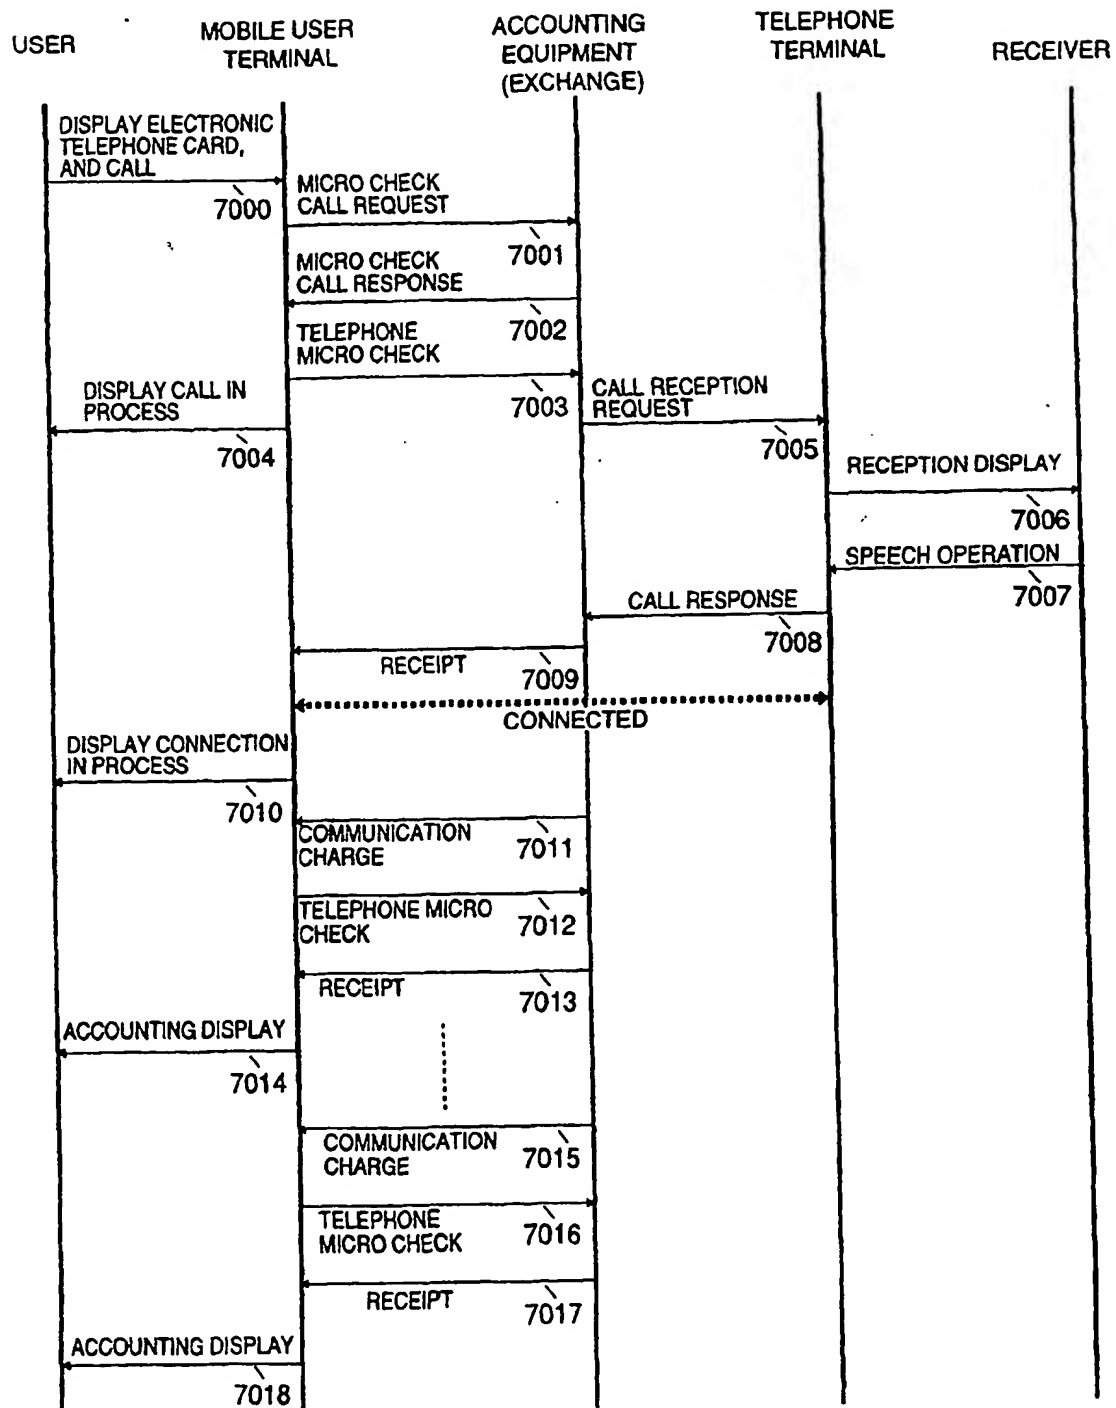 USER
MOBILE USER
TERMINAL
ACCOUNTING
EQUIPMENT
(EXCHANGE)
TELEPHONE
TERMINAL
RECEIVER
DISPLAY ELECTRONIC
TELEPHONE CARD,
AND CALL
7000
MICRO CHECK
CALL REQUEST
7001
MICRO CHECK
CALL RESPONSE
7002
TELEPHONE
MICRO CHECK
7003
DISPLAY CALL IN
PROCESS
7004
CALL RECEPTION
REQUEST
7005
RECEPTION DISPLAY
7006
SPEECH OPERATION
7007
CALL RESPONSE
7008
RECEIPT
7009
CONNECTED
DISPLAY CONNECTION
IN PROCESS
7010
COMMUNICATION
CHARGE
7011
TELEPHONE MICRO
CHECK
7012
RECEIPT
7013
ACCOUNTING DISPLAY
7014
COMMUNICATION
CHARGE
7015
TELEPHONE
MICRO CHECK
7016
RECEIPT
7017
ACCOUNTING DISPLAY
7018